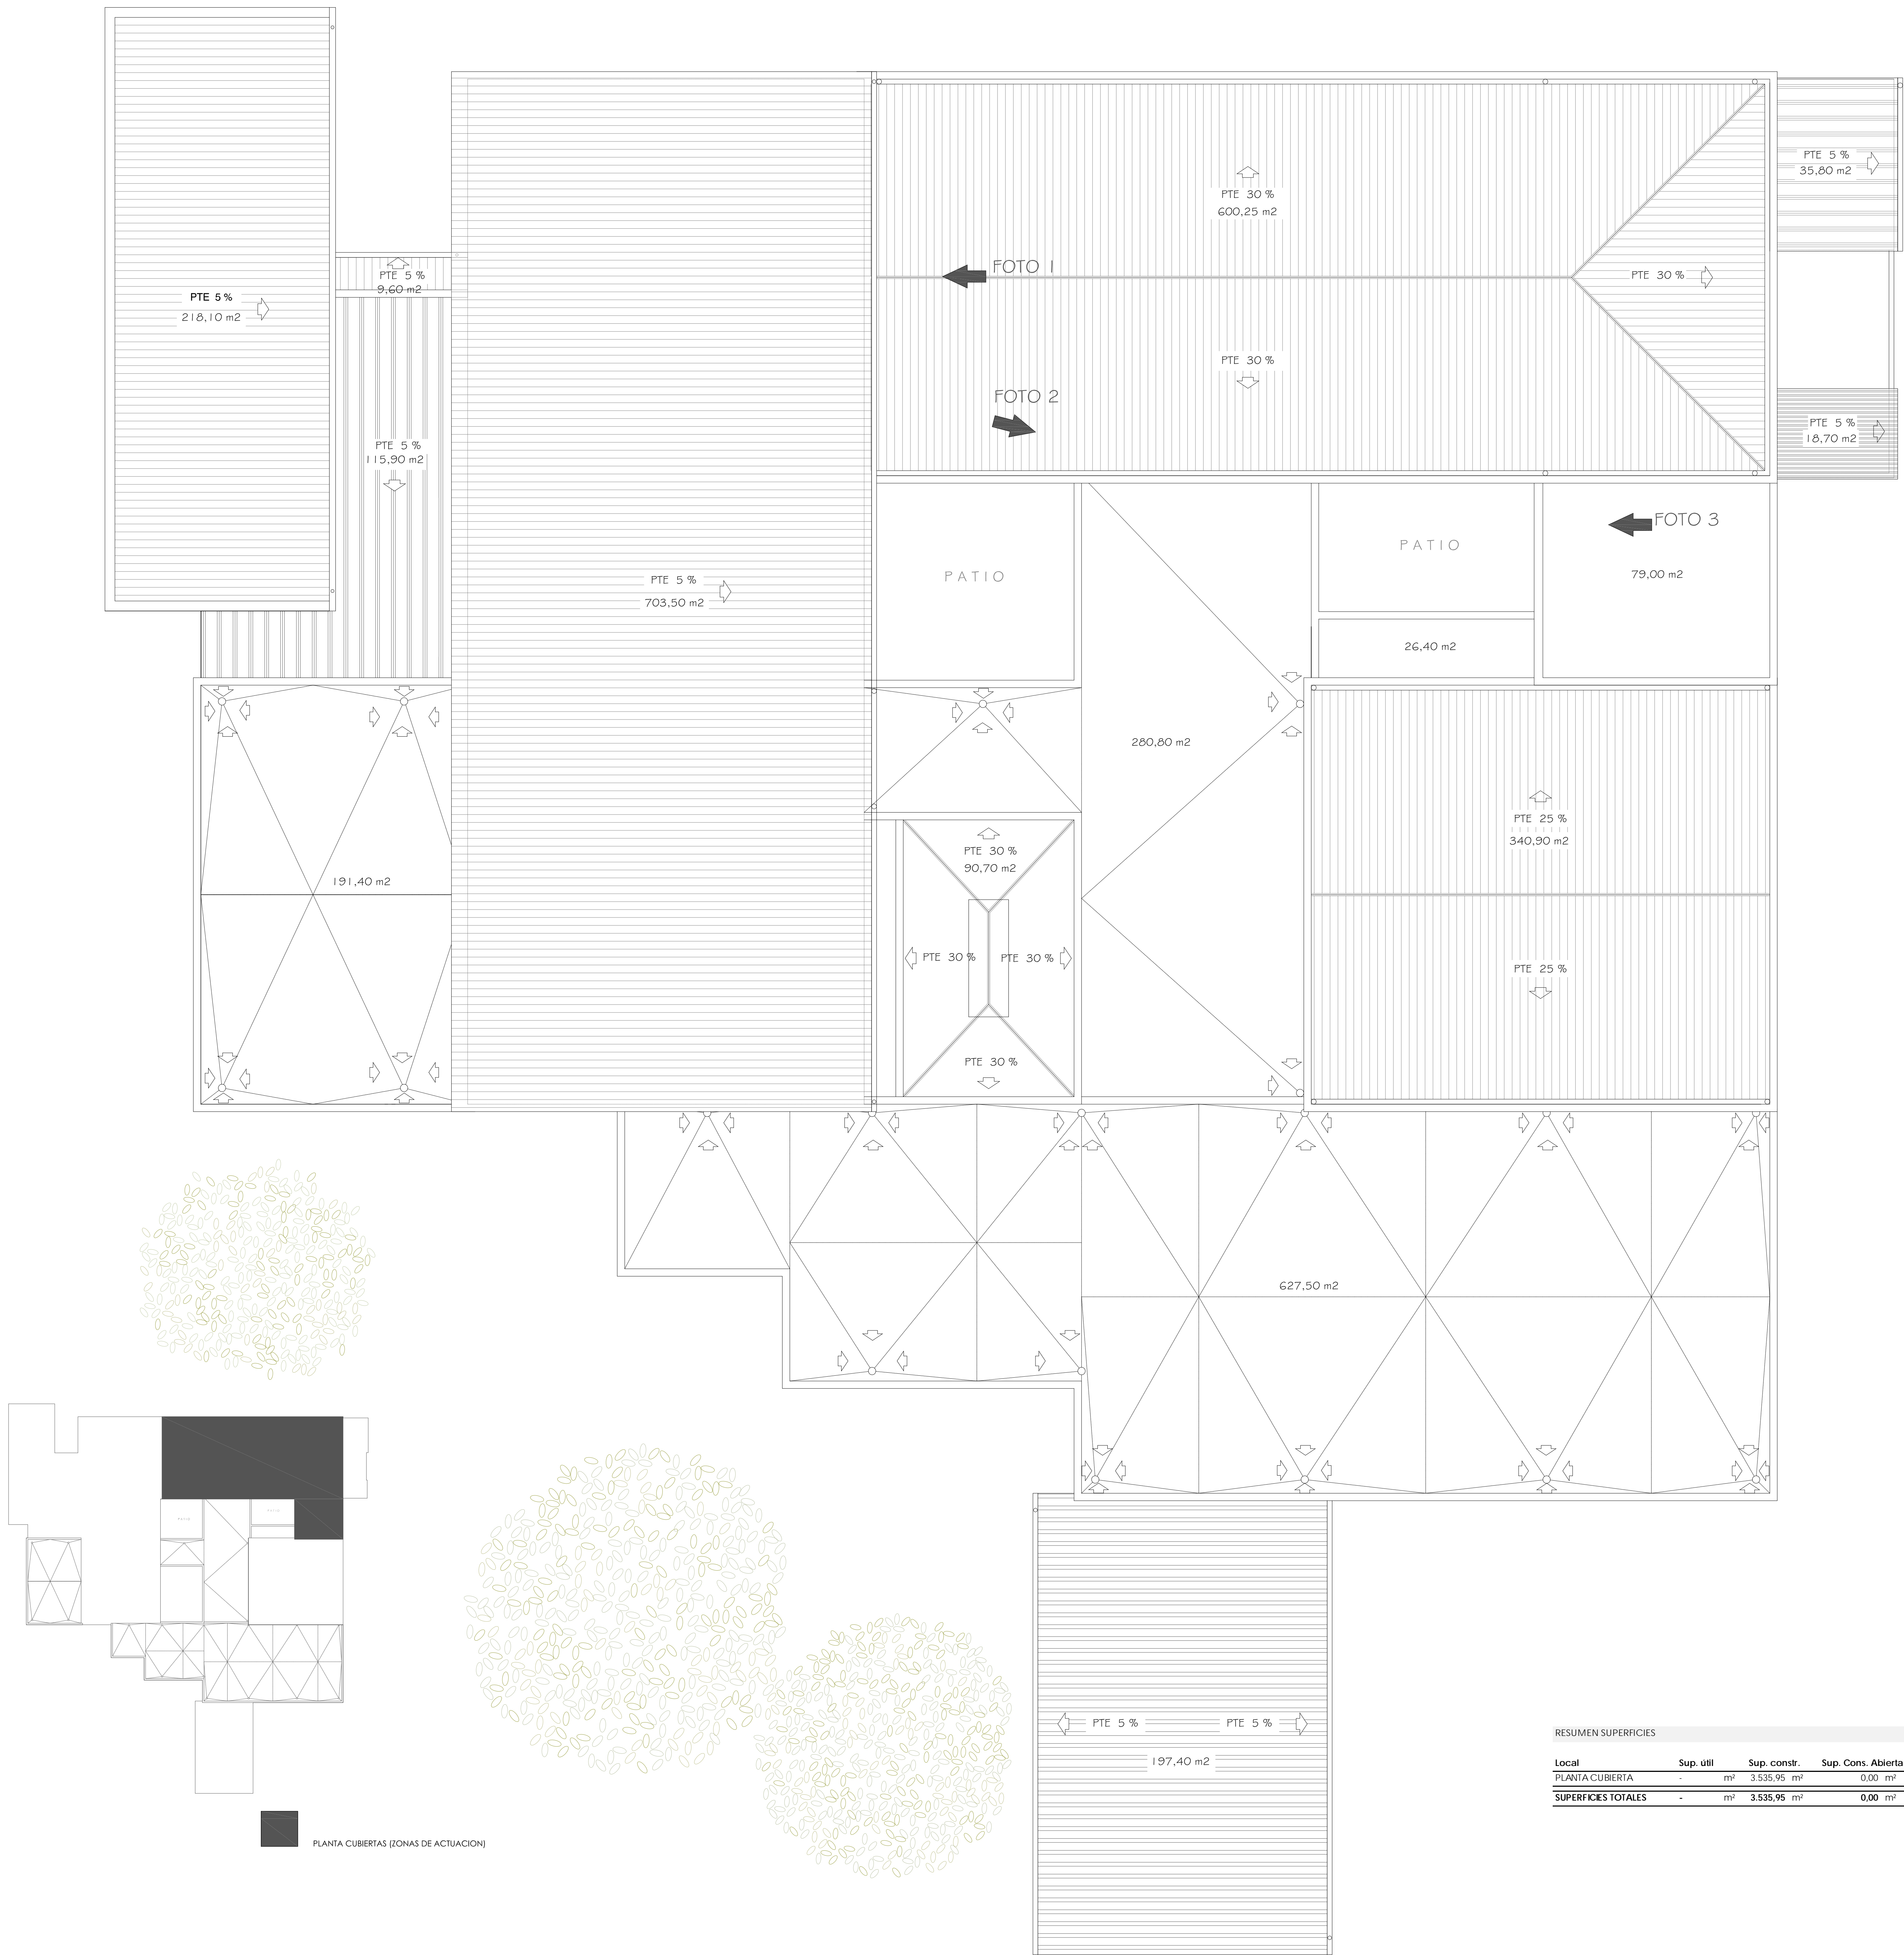 PTE 5 %
35,80 m2
PTE 30 %
600,25 m2
FOTO 1
PTE 30 %
PTE 5 %
9,60 m2
PTE 5 %
218,10 m2
PTE 30 %
FOTO 2
PTE 5 %
18,70 m2
PTE 5 %
115,90 m2
FOTO 3
PATIO
PATIO
79,00 m2
PTE 5 %
703,50 m2
26,40 m2
280,80 m2
PTE 25 %
340,90 m2
PTE 30 %
90,70 m2
191,40 m2
PTE 30 %
PTE 30 %
PTE 25 %
PTE 30 %
627,50 m2
PATIO
PATIO
PTE 5 %
PTE 5 %
197,40 m2
PLANTA CUBIERTAS (ZONAS DE ACTUACION)
RESUMEN SUPERFICIES
Local Sup. útil Sup. constr. Sup. Cons. Abierta
PLANTA CUBIERTA - m² 3.535,95 m² 0,00 m²
SUPERFICIES TOTALES - m² 3.535,95 m² 0,00 m²